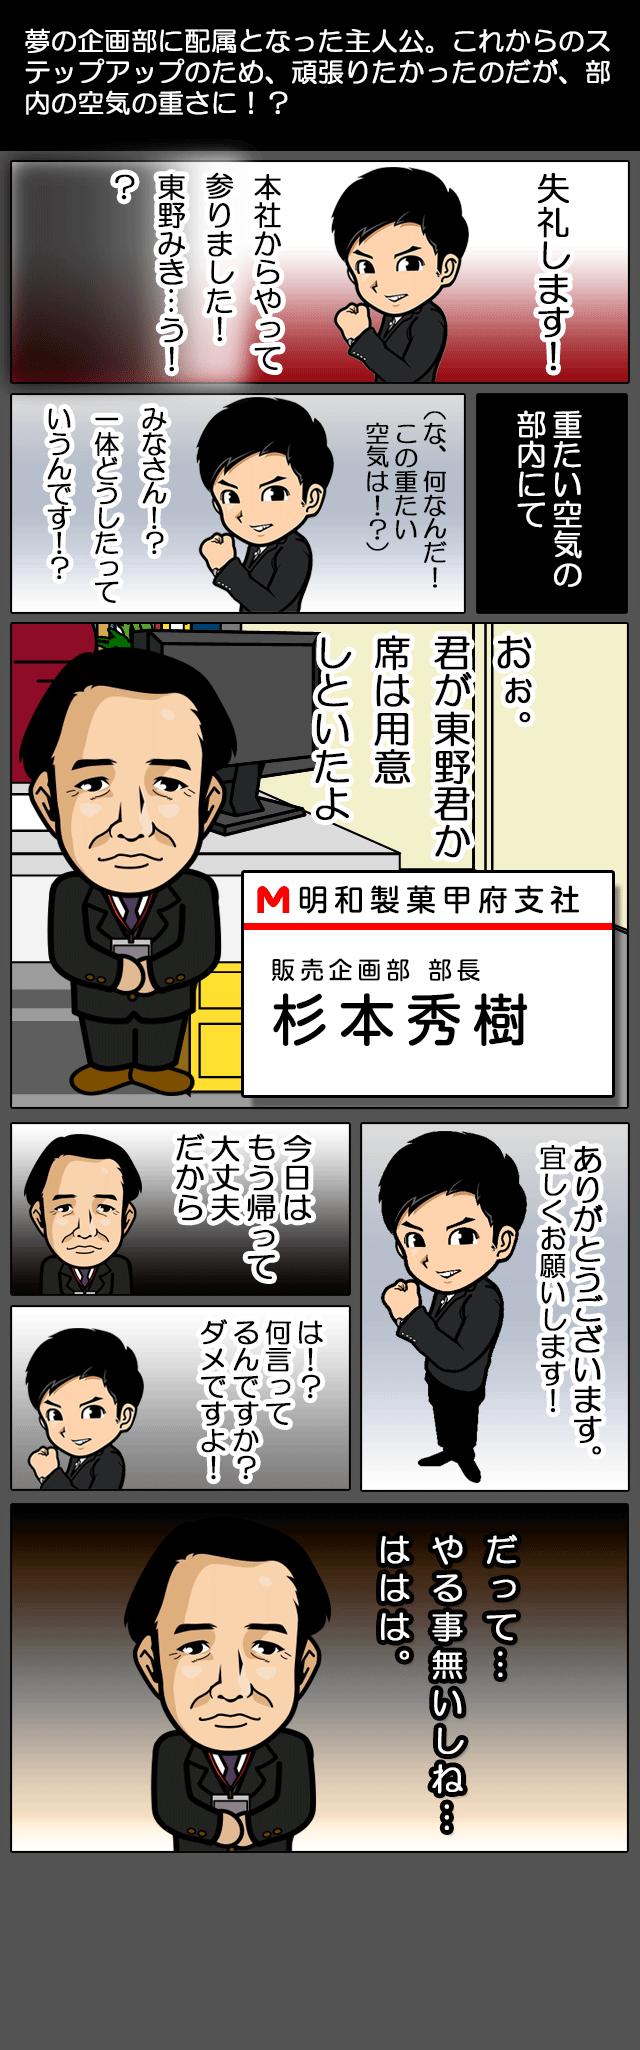 夢の企画部に配属となった主人公。これからのス
テップアップのため、頑張りたかったのだが、部
内の空気の重さに！？
失礼します！
本社からやって
参りました！
東野みき…う！
？
重たい空気の
部内にて
（な、何なんだ！
この重たい
空気は！？）
みなさん！？
一体どうしたって
いうんです！？
おぉ。
君が東野君か
席は用意
しといたよ
M 明和製菓甲府支社
販売企画部 部長
杉本秀樹
ありがとうございます。
宜しくお願いします！
今日は
もう帰って
大丈夫
だから
は！？
何言って
るんですか？
ダメですよ！
だって…
やる事無いしね…
ははは。